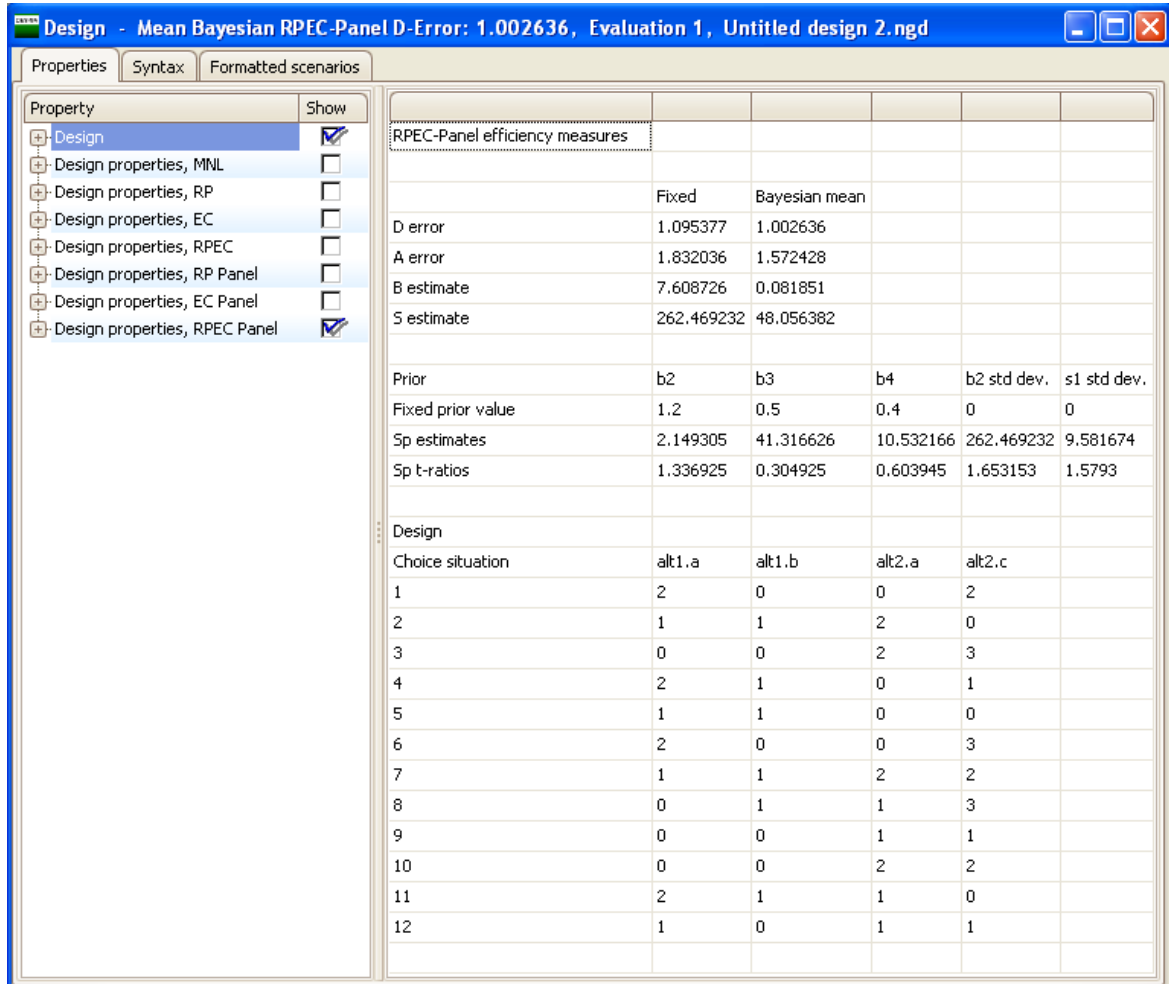 Design - Mean Bayesian RPEC-Panel D-Error: 1.002636, Evaluation 1, Untitled design 2.ngd
Properties Syntax Formatted scenarios
Property Show
Design
Design properties, MNL
Design properties, RP
Design properties, EC
Design properties, RPEC
Design properties, RP Panel
Design properties, EC Panel
Design properties, RPEC Panel
RPEC-Panel efficiency measures
Fixed Bayesian mean
D error 1.095377 1.002636
A error 1.832036 1.572428
B estimate 7.608726 0.081851
S estimate 262.469232 48.056382
Prior b2 b3 b4 b2 std dev. s1 std dev.
Fixed prior value 1.2 0.5 0.4 0 0
Sp estimates 2.149305 41.316626 10.532166 262.469232 9.581674
Sp t-ratios 1.336925 0.304925 0.603945 1.653153 1.5793
Design
Choice situation alt1.a alt1.b alt2.a alt2.c
1 2 0 0 2
2 1 1 2 0
3 0 0 2 3
4 2 1 0 1
5 1 1 0 0
6 2 0 0 3
7 1 1 2 2
8 0 1 1 3
9 0 0 1 1
10 0 0 2 2
11 2 1 1 0
12 1 0 1 1